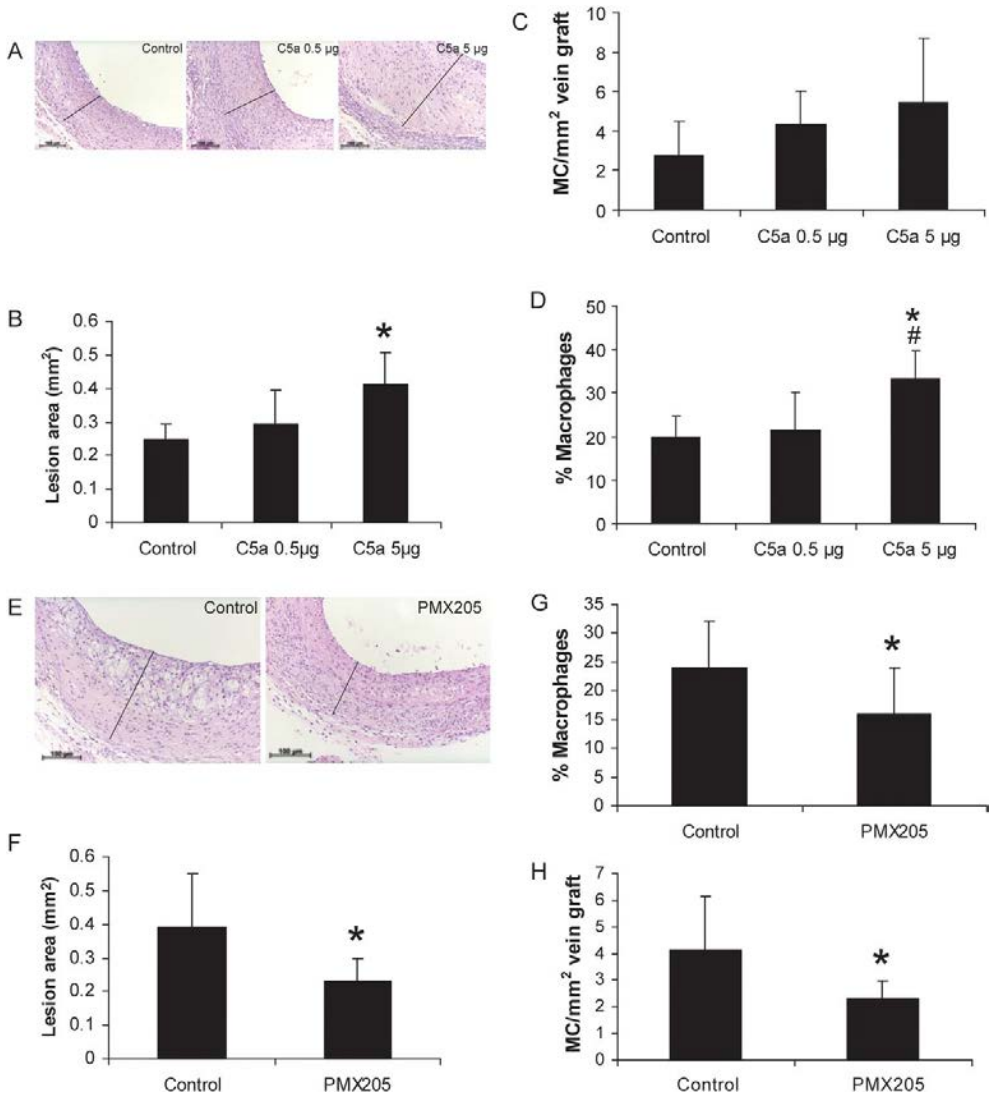 A
Control
C5a 0.5 µg
C5a 5 µg
C
MC/mm² vein graft
10
8
6
4
2
0
Control
C5a 0.5 µg
C5a 5 µg
B
Lesion area (mm²)
0.6
0.5
0.4
0.3
0.2
0.1
0
*
Control
C5a 0.5µg
C5a 5µg
D
% Macrophages
50
40
30
20
10
0
*
#
Control
C5a 0.5 µg
C5a 5 µg
E
Control
100 µm
PMX205
100 µm
G
% Macrophages
35
30
25
20
15
10
5
0
*
Control
PMX205
F
Lesion area (mm²)
0.6
0.5
0.4
0.3
0.2
0.1
0
*
Control
PMX205
H
MC/mm² vein graft
7
6
5
4
3
2
1
0
*
Control
PMX205